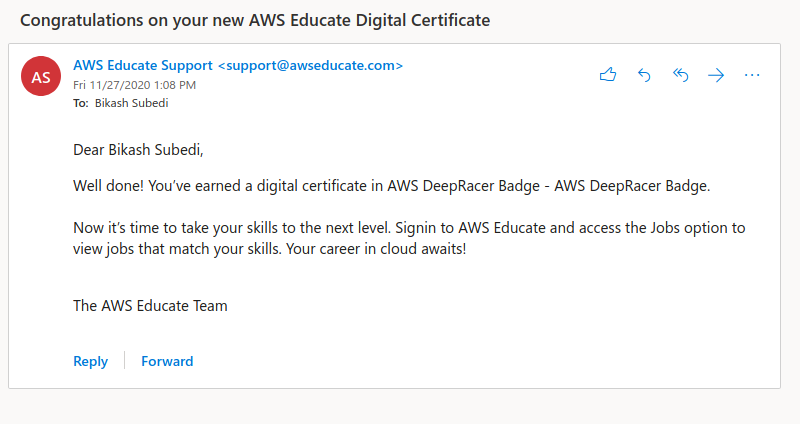 Congratulations on your new AWS Educate Digital Certificate
AS
AWS Educate Support <support@awseducate.com>
Fri 11/27/2020 1:08 PM
To: Bikash Subedi
Dear Bikash Subedi,
Well done! You’ve earned a digital certificate in AWS DeepRacer Badge - AWS DeepRacer Badge.
Now it’s time to take your skills to the next level. Signin to AWS Educate and access the Jobs option to
view jobs that match your skills. Your career in cloud awaits!
The AWS Educate Team
Reply
Forward